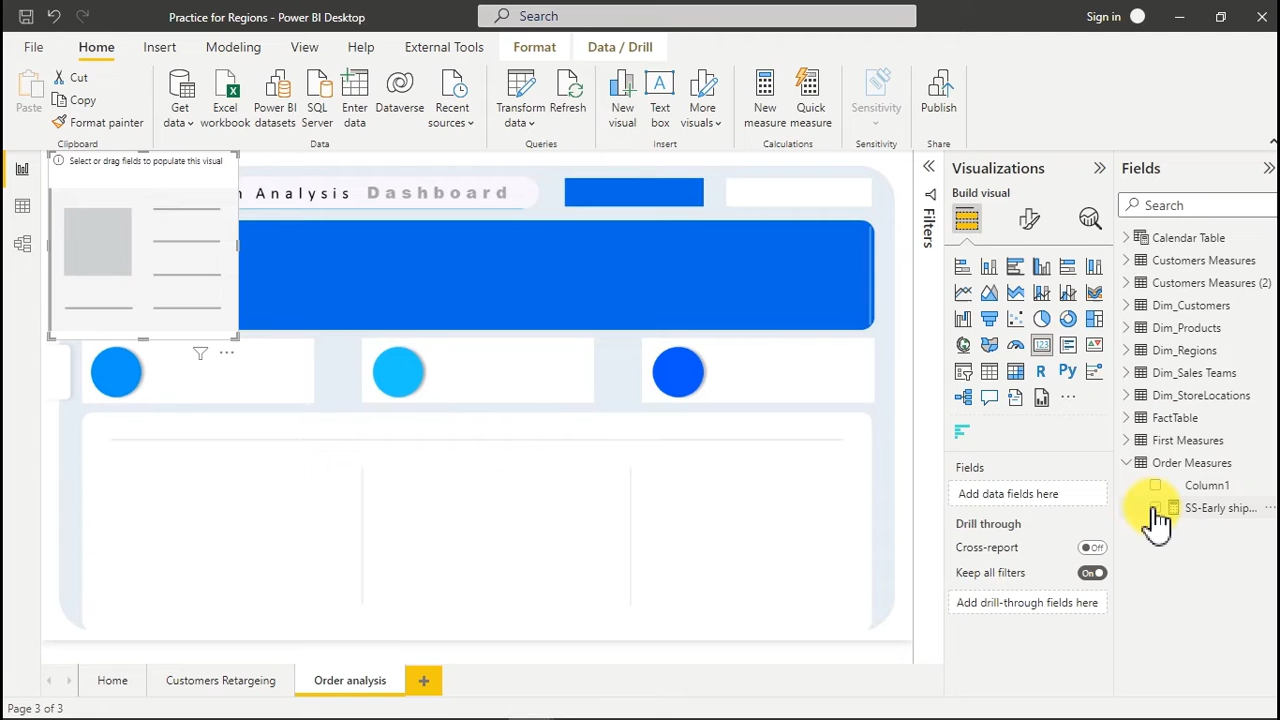 Practice for Regions - Power BI Desktop
Search
Sign in
File
Home
Insert
Modeling
View
Help
External Tools
Format
Data / Drill
Paste
Cut
Copy
Format painter
Clipboard
Get data
Excel workbook
Power BI datasets
SQL Server
Enter data
Dataverse
Recent sources
Data
Transform data
Refresh
Queries
New visual
Text box
More visuals
Insert
New measure
Quick measure
Calculations
Sensitivity
Sensitivity
Publish
Share
Select or drag fields to populate this visual
n Analysis Dashboard
Filters
Visualizations
Build visual
123
R
Py
Fields
Add data fields here
Drill through
Cross-report
Off
Keep all filters
On
Add drill-through fields here
Fields
Search
Calendar Table
Customers Measures
Customers Measures (2)
Dim_Customers
Dim_Products
Dim_Regions
Dim_Sales Teams
Dim_StoreLocations
FactTable
First Measures
Order Measures
Column1
SS-Early ship...
Home
Customers Retargeing
Order analysis
Page 3 of 3